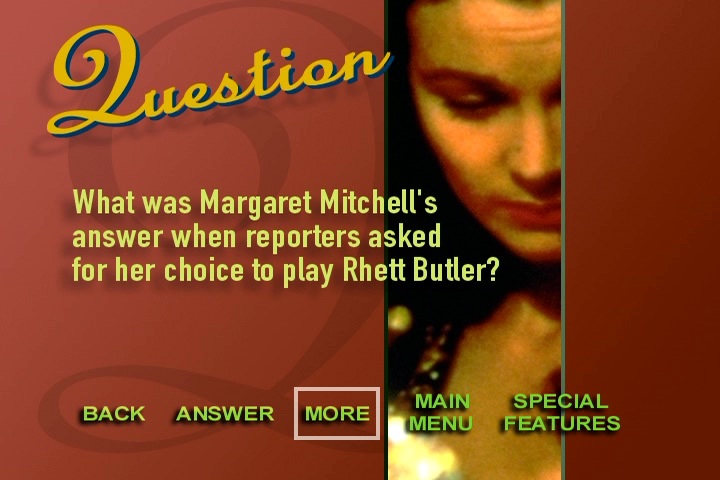 Question
What was Margaret Mitchell's
answer when reporters asked
for her choice to play Rhett Butler?
BACK ANSWER MORE MAIN MENU SPECIAL FEATURES